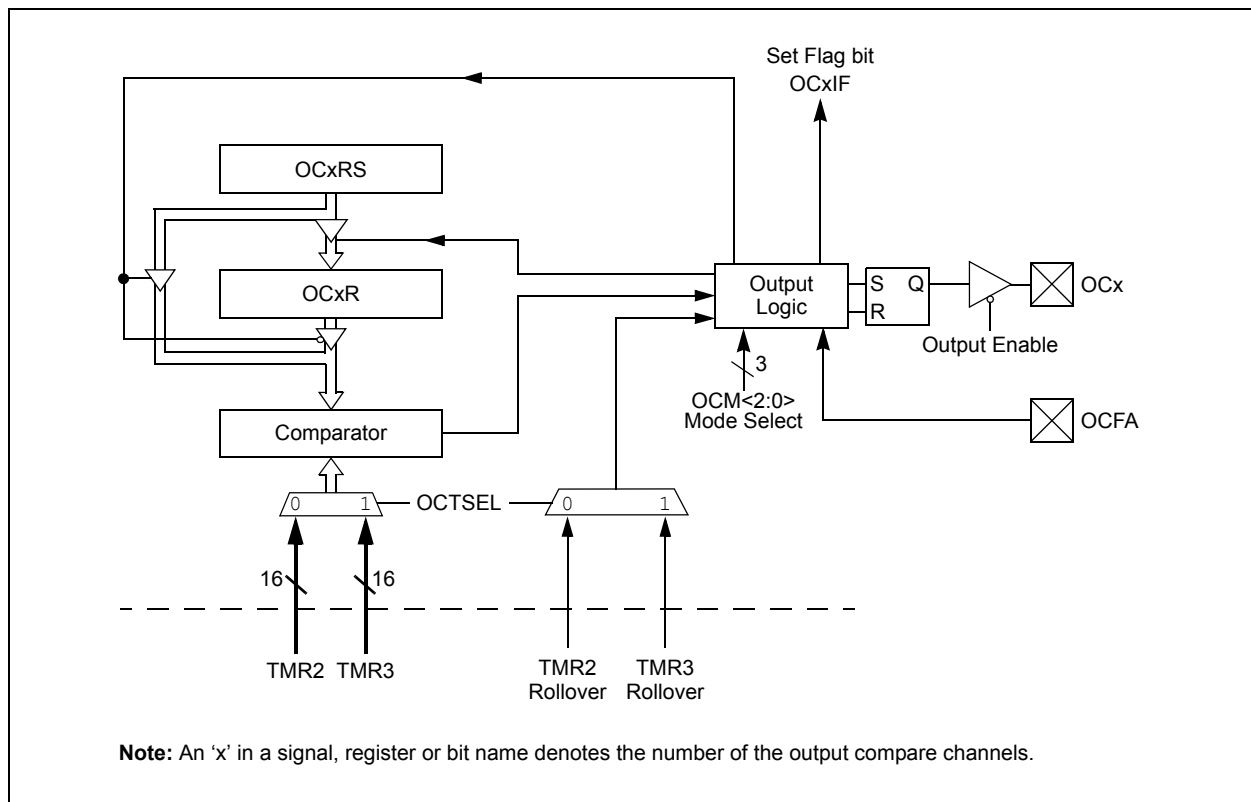 Set Flag bit
OCxIF
OCxRS
OCxR
Output
Logic
S
Q
R
OCx
Output Enable
3
OCM<2:0>
Mode Select
OCFA
Comparator
0
1
OCTSEL
0
1
16
16
TMR2
TMR3
TMR2
Rollover
TMR3
Rollover
Note: An ‘x’ in a signal, register or bit name denotes the number of the output compare channels.